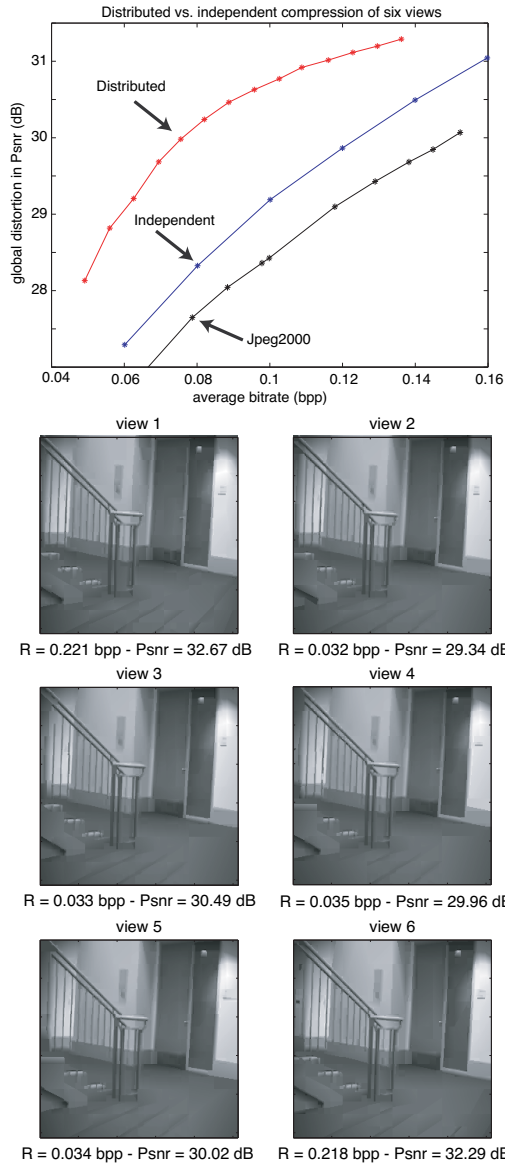 Distributed vs. independent compression of six views
global distortion in Psnr (dB)
31
30
29
28
Distributed
Independent
Jpeg2000
0.04 0.06 0.08 0.1 0.12 0.14 0.16
average bitrate (bpp)
view 1
view 2
R = 0.221 bpp - Psnr = 32.67 dB
R = 0.032 bpp - Psnr = 29.34 dB
view 3
view 4
R = 0.033 bpp - Psnr = 30.49 dB
R = 0.035 bpp - Psnr = 29.96 dB
view 5
view 6
R = 0.034 bpp - Psnr = 30.02 dB
R = 0.218 bpp - Psnr = 32.29 dB